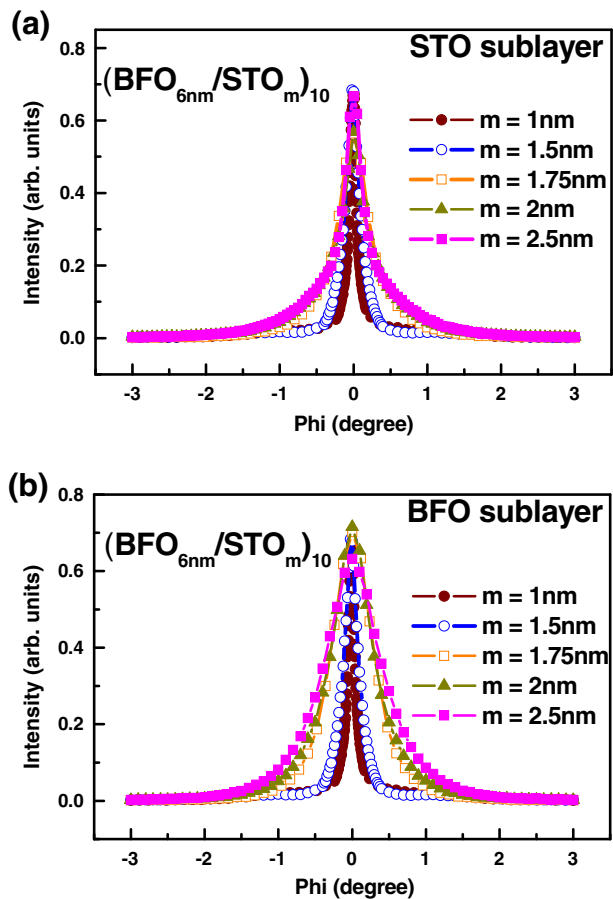 (a)
STO sublayer
(BFO6nm/STOm)10
m = 1nm
m = 1.5nm
m = 1.75nm
m = 2nm
m = 2.5nm
Intensity (arb. units)
0.8
0.6
0.4
0.2
0.0
-3 -2 -1 0 1 2 3
Phi (degree)
(b)
BFO sublayer
(BFO6nm/STOm)10
m = 1nm
m = 1.5nm
m = 1.75nm
m = 2nm
m = 2.5nm
Intensity (arb. units)
0.8
0.6
0.4
0.2
0.0
-3 -2 -1 0 1 2 3
Phi (degree)